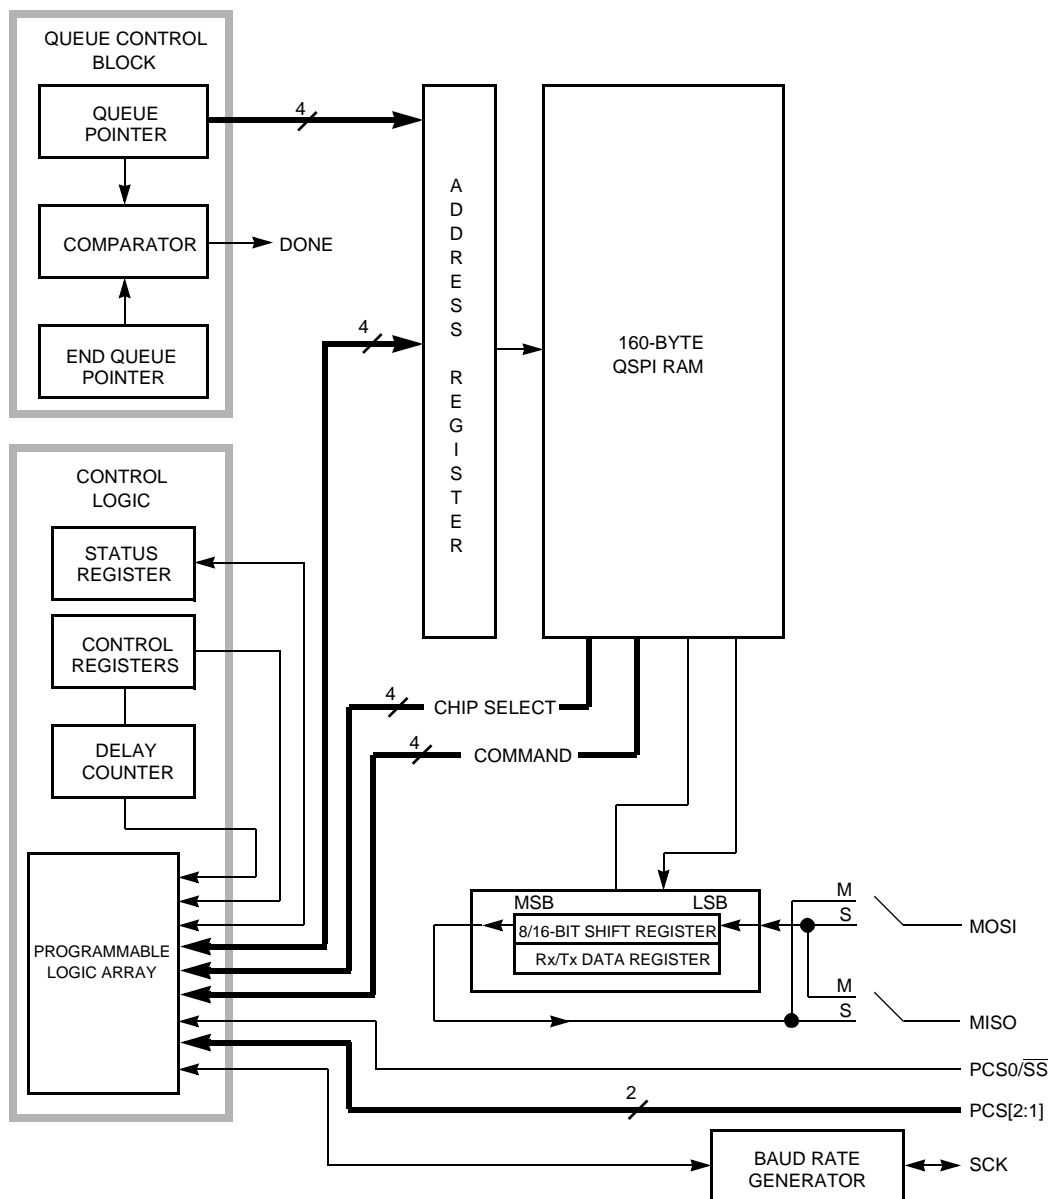 QUEUE CONTROL
BLOCK
QUEUE
POINTER
4
COMPARATOR
DONE
END QUEUE
POINTER
4
ADDRESS REGISTER
160-BYTE
QSPI RAM
CONTROL
LOGIC
STATUS
REGISTER
CONTROL
REGISTERS
DELAY
COUNTER
PROGRAMMABLE
LOGIC ARRAY
4
CHIP SELECT
4
COMMAND
MSB
LSB
8/16-BIT SHIFT REGISTER
Rx/Tx DATA REGISTER
M
S
MOSI
M
S
MISO
PCS0/S̅S̅
2
PCS[2:1]
BAUD RATE
GENERATOR
SCK